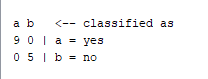 a b <-- classified as
9 0 | a = yes
0 5 | b = no